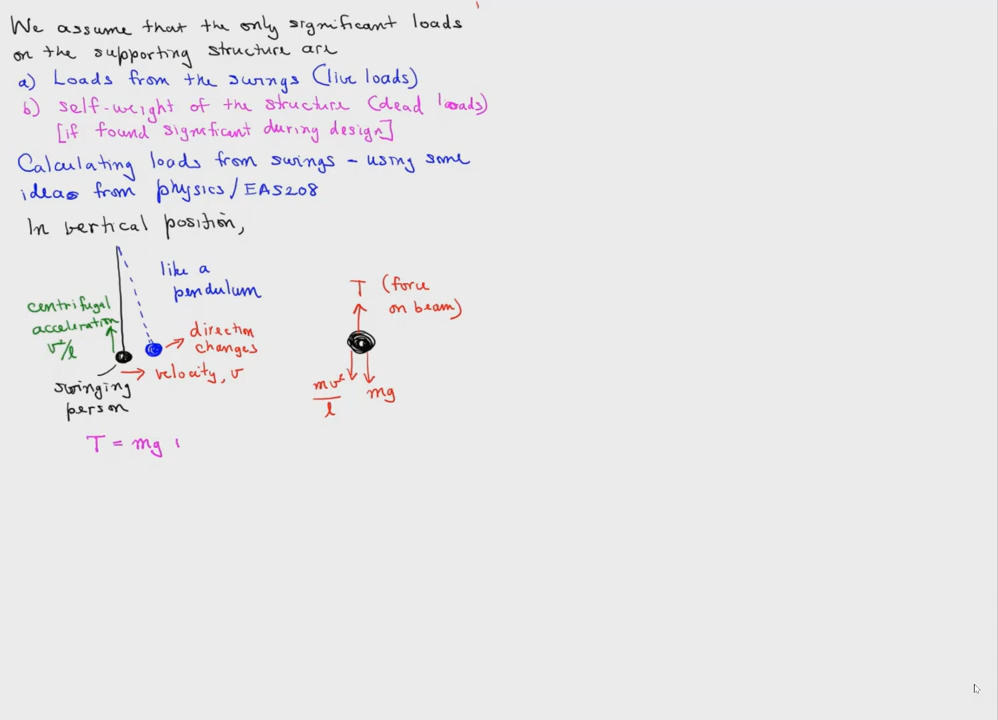 We assume that the only significant loads
on the supporting structure are
a) Loads from the swings (live loads)
b) self-weight of the structure (dead loads)
[if found significant during design]
Calculating loads from swings - using some
ideas from physics/EAS208
In vertical position,
like a
pendulum
centrifugal
acceleration
v²/l
direction
changes
velocity, v
swinging
person
T (force
on beam)
mv²/l
mg
T = mg